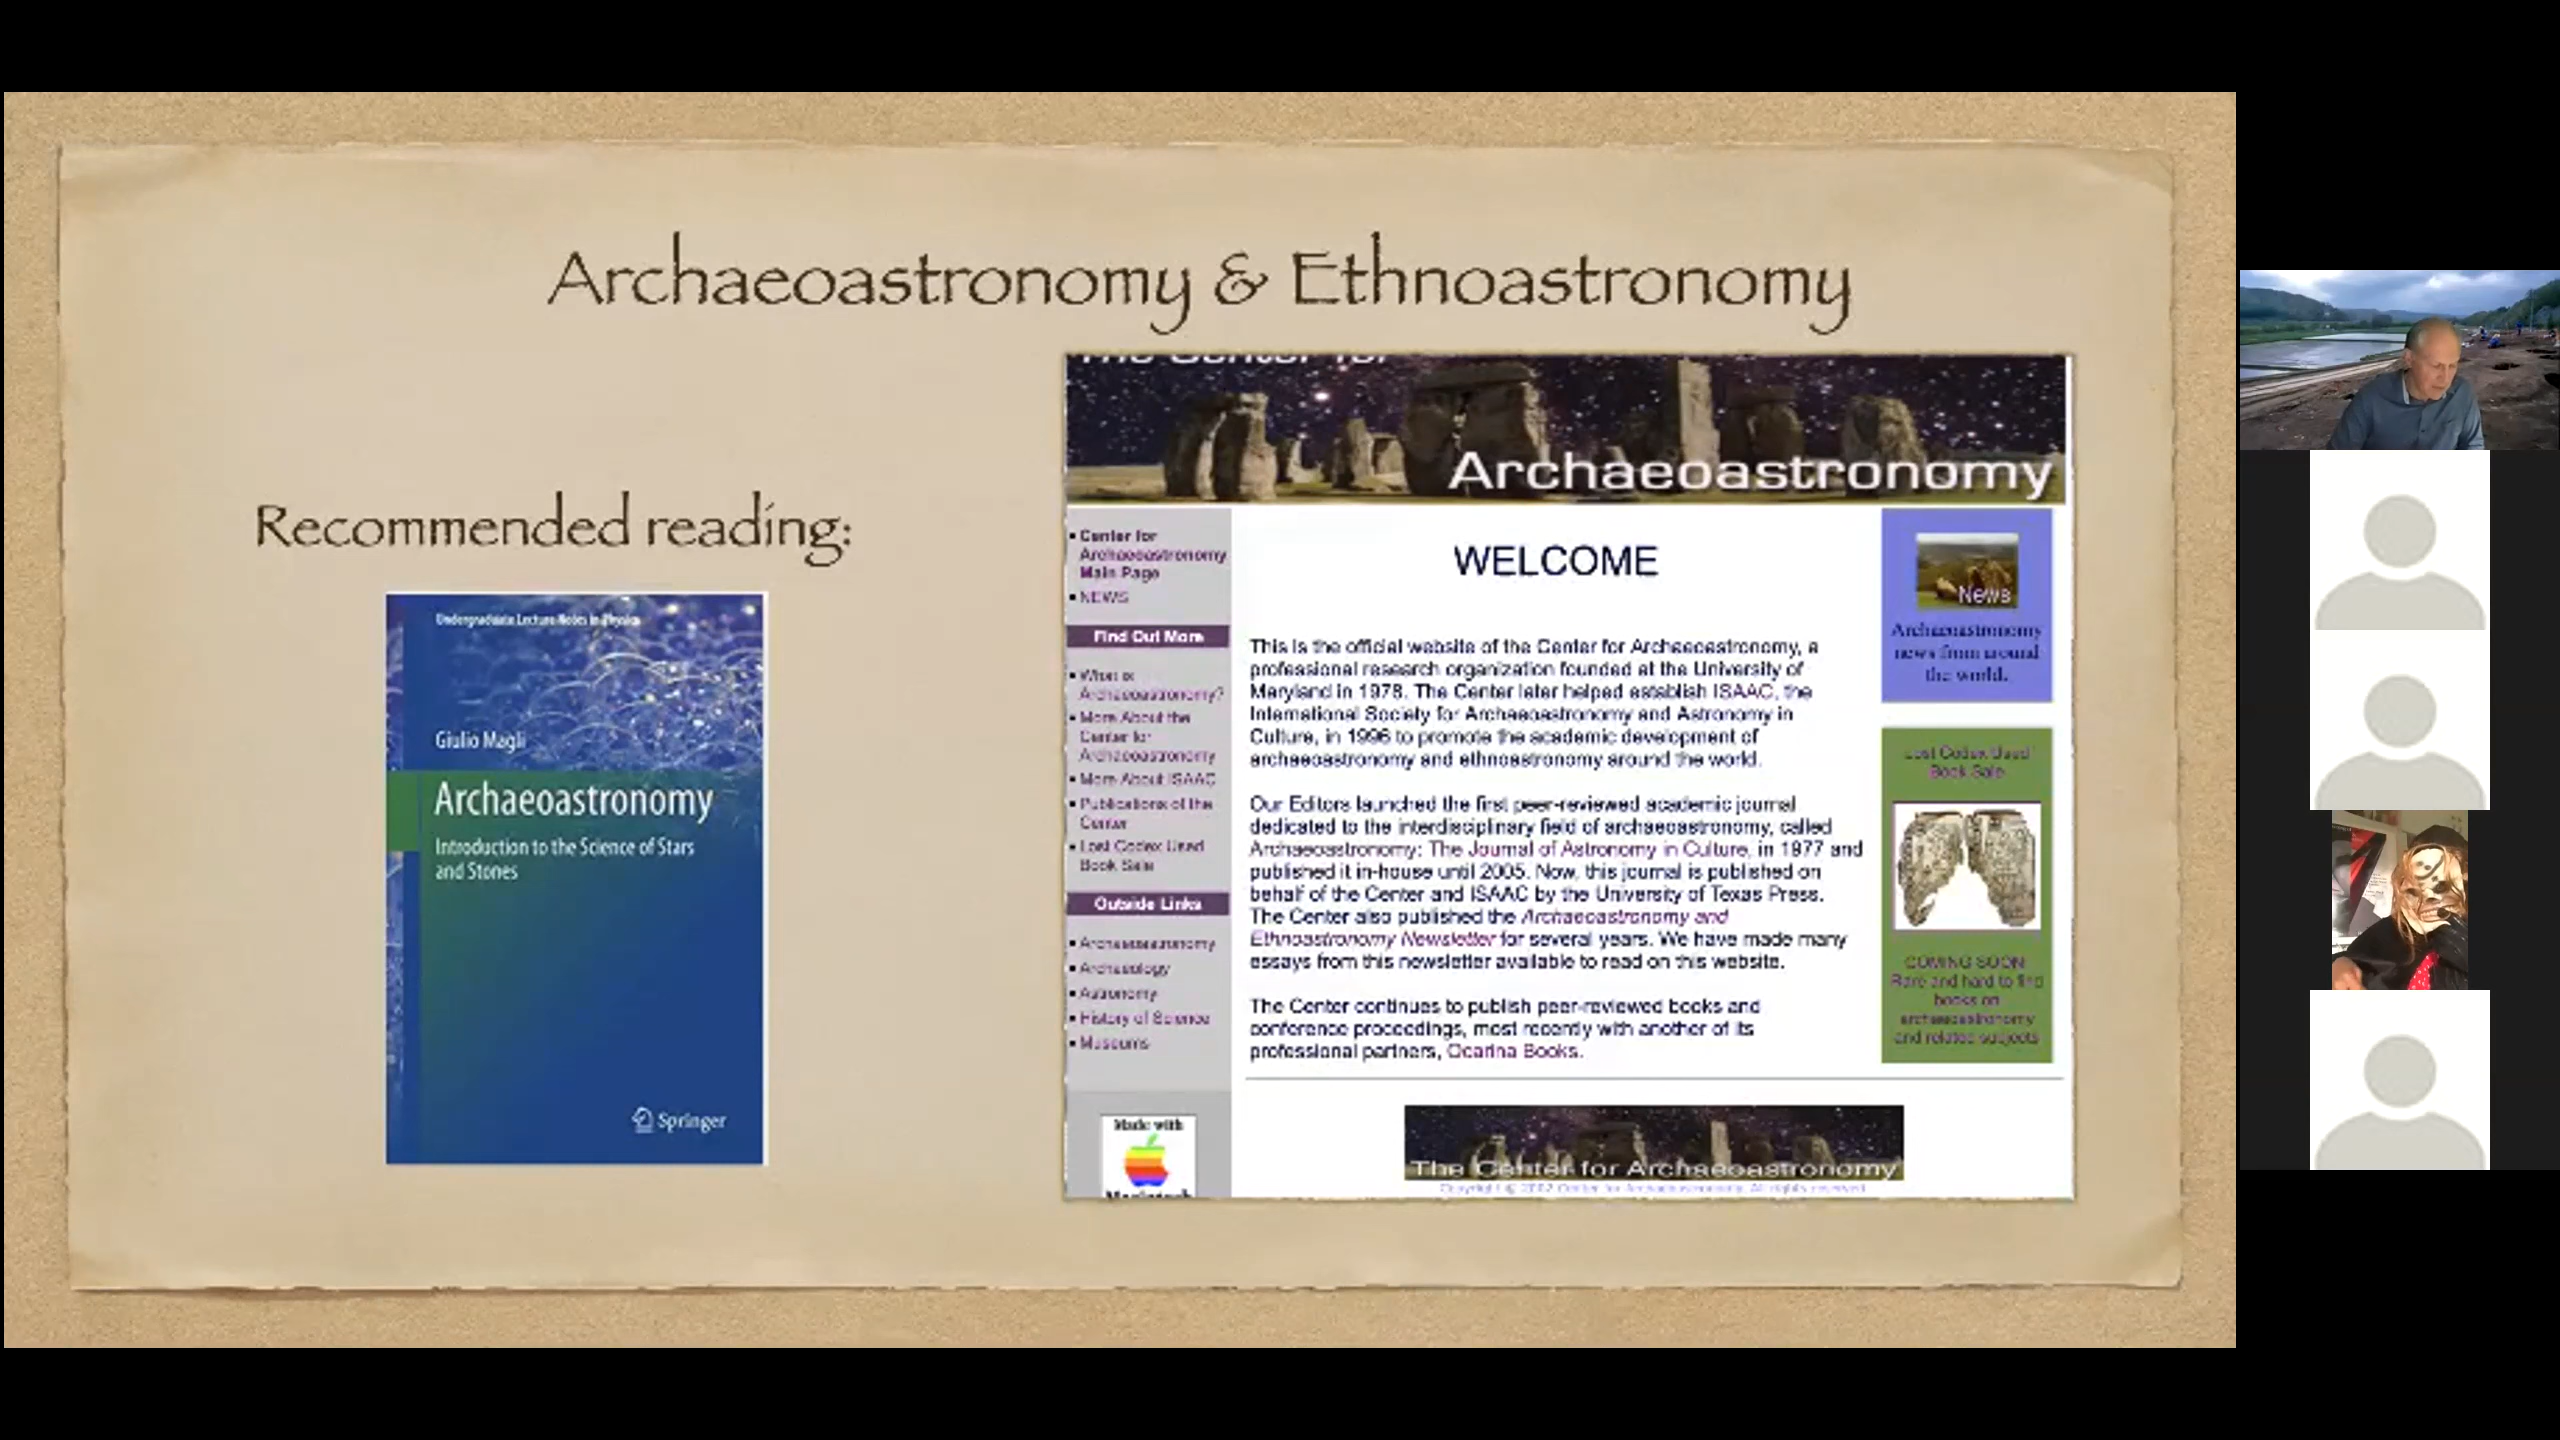 Archaeoastronomy & Ethnoastronomy
Recommended reading:
Undergraduate Lecture Notes in Physics
Giulio Magli
Archaeoastronomy
Introduction to the Science of Stars
and Stones
Springer
The Center for
Archaeoastronomy
Center for
Archaeoastronomy
Main Page
NEWS
Find Out More
What is
Archaeoastronomy?
More About the
Center for
Archaeoastronomy
More About ISAAC
Publications of the
Center
Lost Codex Used
Book Sale
Outside Links
Archaeoastronomy
Archaeology
Astronomy
History of Science
Museums
Made with
Macintosh
WELCOME
This is the official website of the Center for Archaeoastronomy, a
professional research organization founded at the University of
Maryland in 1978. The Center later helped establish ISAAC, the
International Society for Archaeoastronomy and Astronomy in
Culture, in 1996 to promote the academic development of
archaeoastronomy and ethnoastronomy around the world.
Our Editors launched the first peer-reviewed academic journal
dedicated to the interdisciplinary field of archaeoastronomy, called
Archaeoastronomy: The Journal of Astronomy in Culture, in 1977 and
published it in-house until 2005. Now, this journal is published on
behalf of the Center and ISAAC by the University of Texas Press.
The Center also published the Archaeoastronomy and
Ethnoastronomy Newsletter for several years. We have made many
essays from this newsletter available to read on this website.
The Center continues to publish peer-reviewed books and
conference proceedings, most recently with another of its
professional partners, Ocarina Books.
News
Archaeoastronomy
news from around
the world.
Lost Codex Used
Book Sale
COMING SOON:
Rare and hard to find
books on
archaeoastronomy
and related subjects
The Center for Archaeoastronomy
Center for Archaeoastronomy. All rights reserved.